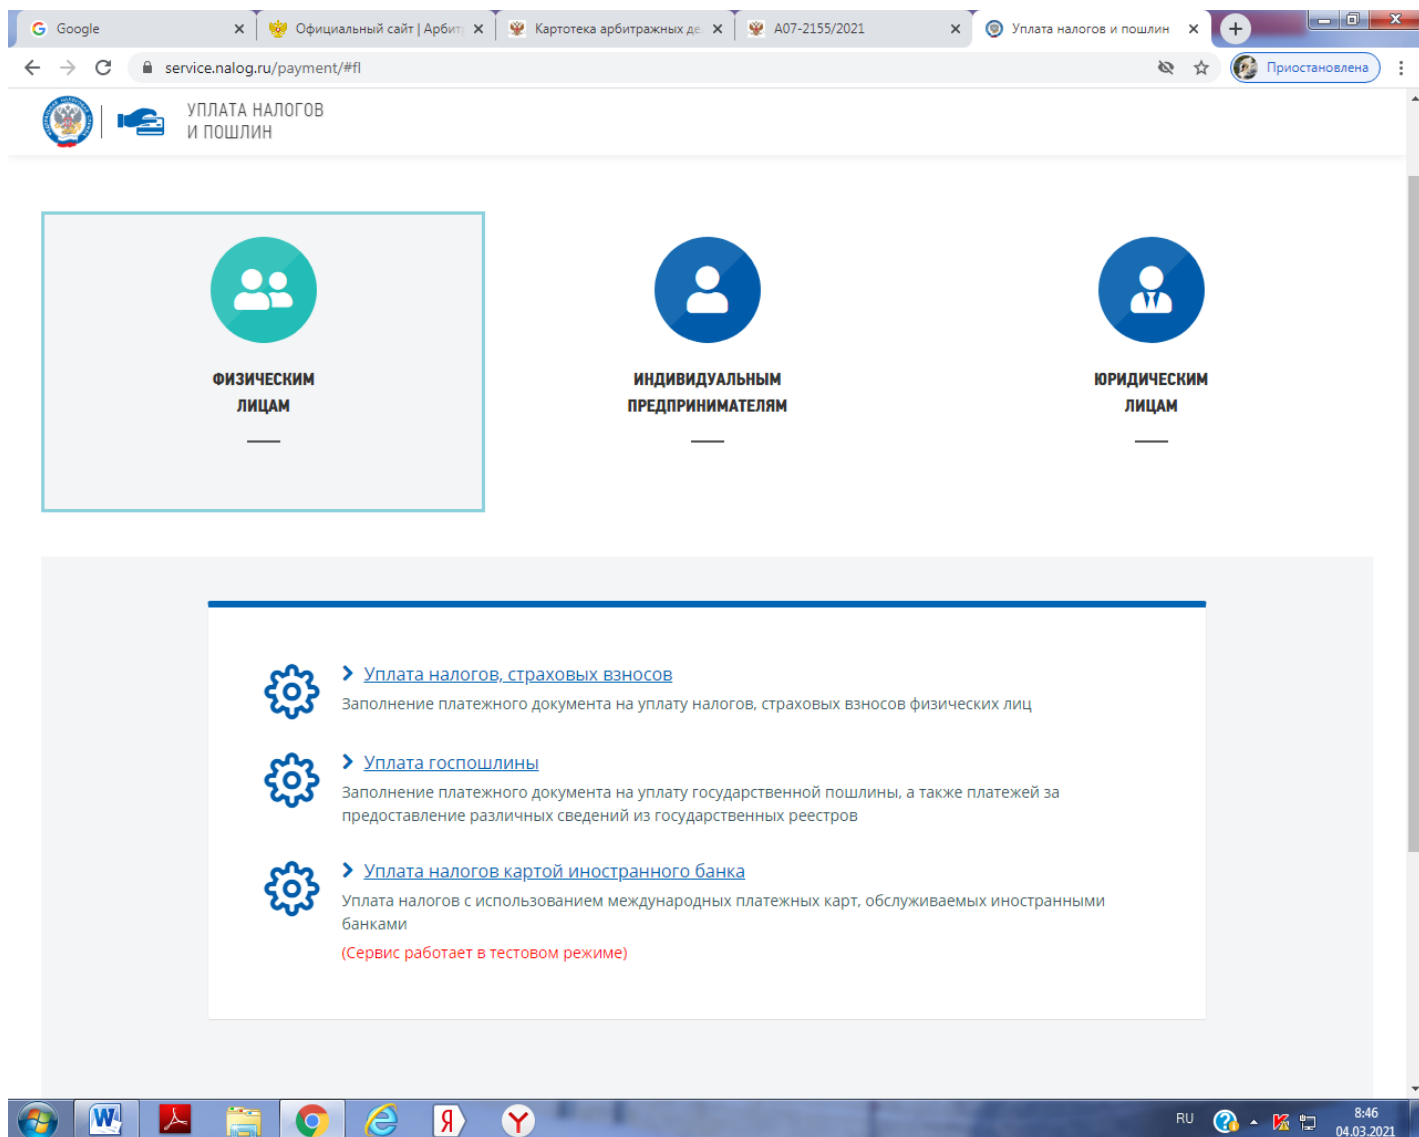 Google
Официальный сайт | Арбит
Картотека арбитражных де
А07-2155/2021
Уплата налогов и пошлин
service.nalog.ru/payment/#fl
Приостановлена
УПЛАТА НАЛОГОВ
И ПОШЛИН
ФИЗИЧЕСКИМ
ЛИЦАМ
ИНДИВИДУАЛЬНЫМ
ПРЕДПРИНИМАТЕЛЯМ
ЮРИДИЧЕСКИМ
ЛИЦАМ
Уплата налогов, страховых взносов
Заполнение платежного документа на уплату налогов, страховых взносов физических лиц
Уплата госпошлины
Заполнение платежного документа на уплату государственной пошлины, а также платежей за
предоставление различных сведений из государственных реестров
Уплата налогов картой иностранного банка
Уплата налогов с использованием международных платежных карт, обслуживаемых иностранными
банками
(Сервис работает в тестовом режиме)
RU
8:46
04.03.2021